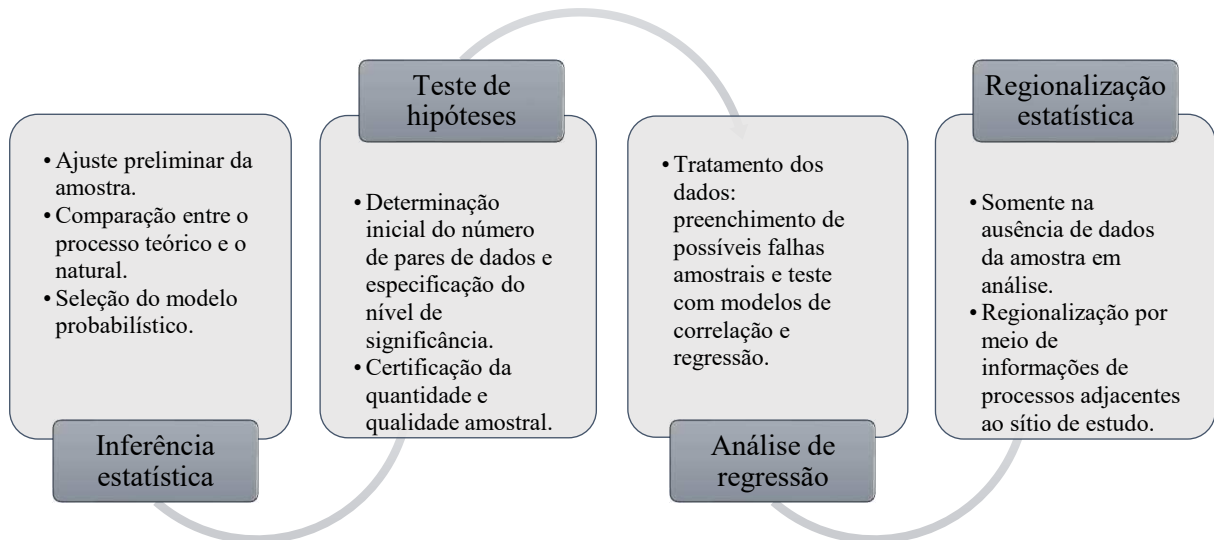 • Ajuste preliminar da
amostra.
• Comparação entre o
processo teórico e o
natural.
• Seleção do modelo
probabilístico.
Inferência
estatística
Teste de
hipóteses
• Determinação
inicial do número
de pares de dados e
especificação do
nível de
significância.
• Certificação da
quantidade e
qualidade amostral.
• Tratamento dos
dados:
preenchimento de
possíveis falhas
amostrais e teste
com modelos de
correlação e
regressão.
Análise de
regressão
Regionalização
estatística
• Somente na
ausência de dados
da amostra em
análise.
• Regionalização por
meio de
informações de
processos adjacentes
ao sítio de estudo.